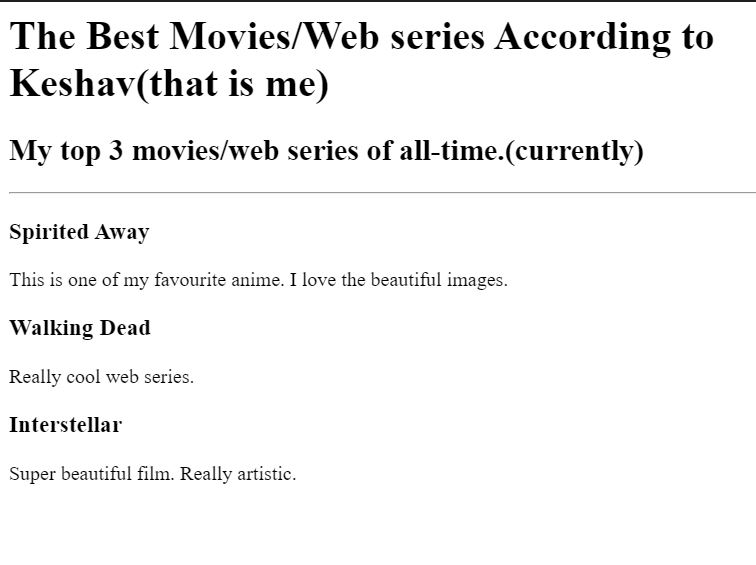 The Best Movies/Web series According to
Keshav(that is me)
My top 3 movies/web series of all-time.(currently)
Spirited Away
This is one of my favourite anime. I love the beautiful images.
Walking Dead
Really cool web series.
Interstellar
Super beautiful film. Really artistic.